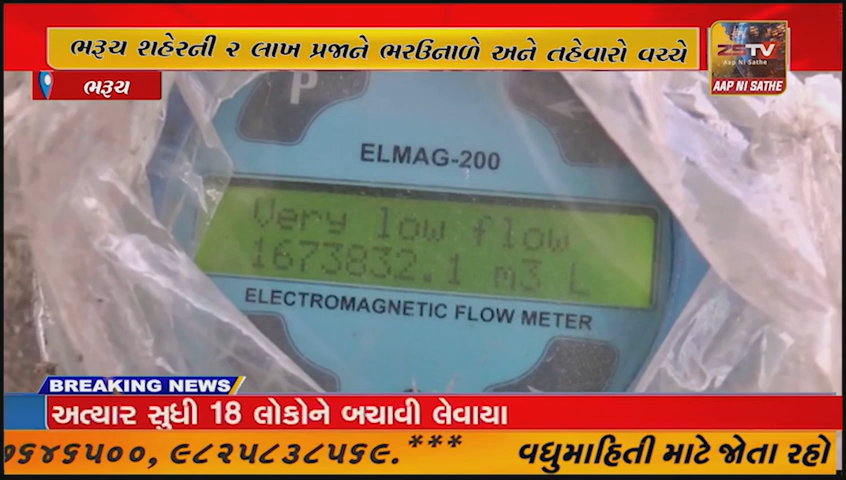 ભરૂચ શહેરની ૨ લાખ પ્રજાને ભરઉનાળે અને તહેવારો વચ્ચે
ZSTV
Aap Ni Sathe
AAP NI SATHE
ભરૂચ
P
ELMAG-200
Very low flow
1673832.1 m3 L
ELECTROMAGNETIC FLOW METER
BREAKING NEWS
અત્યાર સુધી 18 લોકોને બચાવી લેવાયા
૭૬૪૬૫૦૦, ૯૮૨૫૮૩૮૫૬૯.*** વધુમાહિતી માટે જોતા રહો